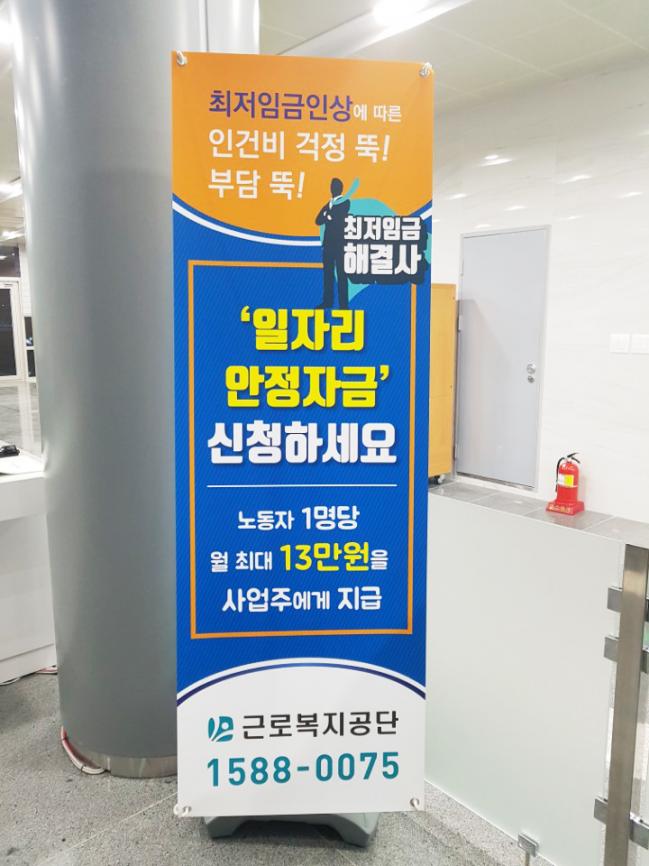 최저임금인상에 따른
인건비 걱정 뚝!
부담 뚝!
최저임금
해결사
‘일자리
안정자금’
신청하세요
노동자 1명당
월 최대 13만원을
사업주에게 지급
근로복지공단
1588-0075